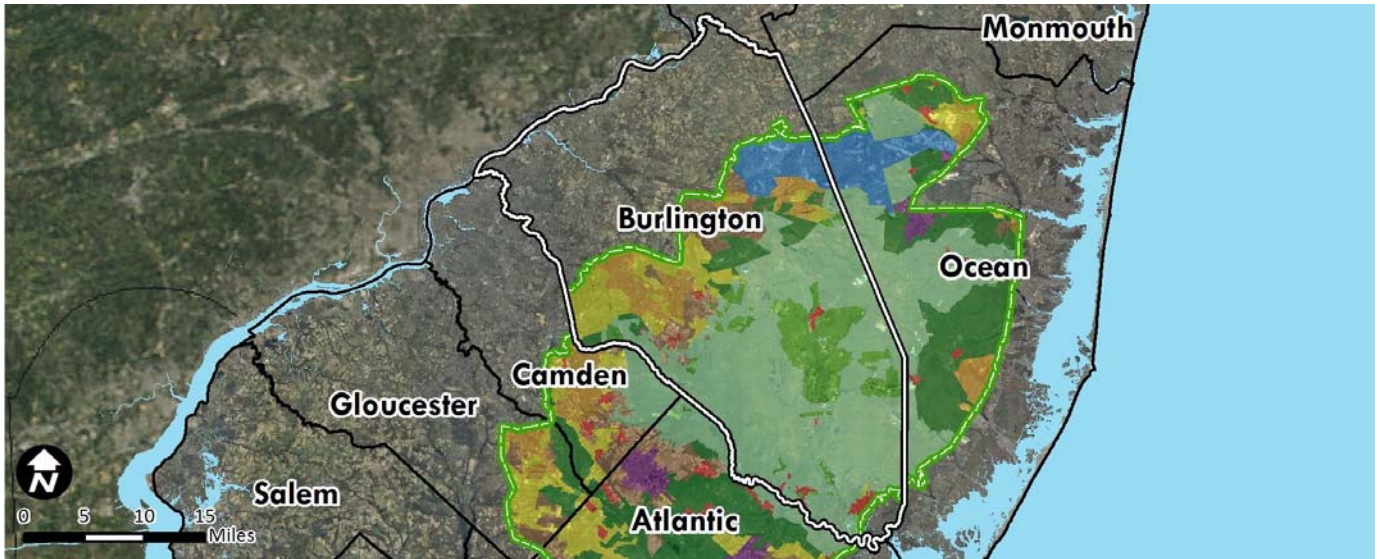 Monmouth
Burlington
Ocean
Camden
Gloucester
Salem
Atlantic
N
0 5 10 15
Miles